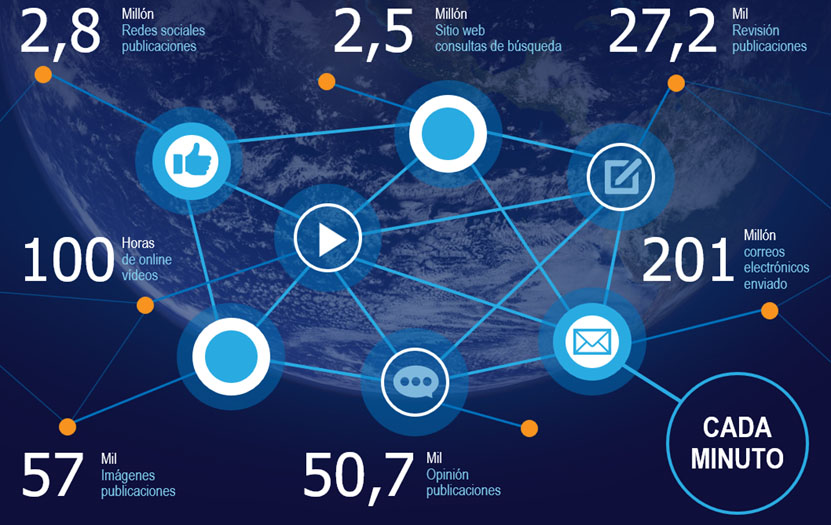 2,8
Millón
Redes sociales
publicaciones
2,5
Millón
Sitio web
consultas de búsqueda
27,2
Mil
Revisión
publicaciones
100
Horas
de online
vídeos
201
Millón
correos
electrónicos
enviado
57
Mil
Imágenes
publicaciones
50,7
Mil
Opinión
publicaciones
CADA
MINUTO